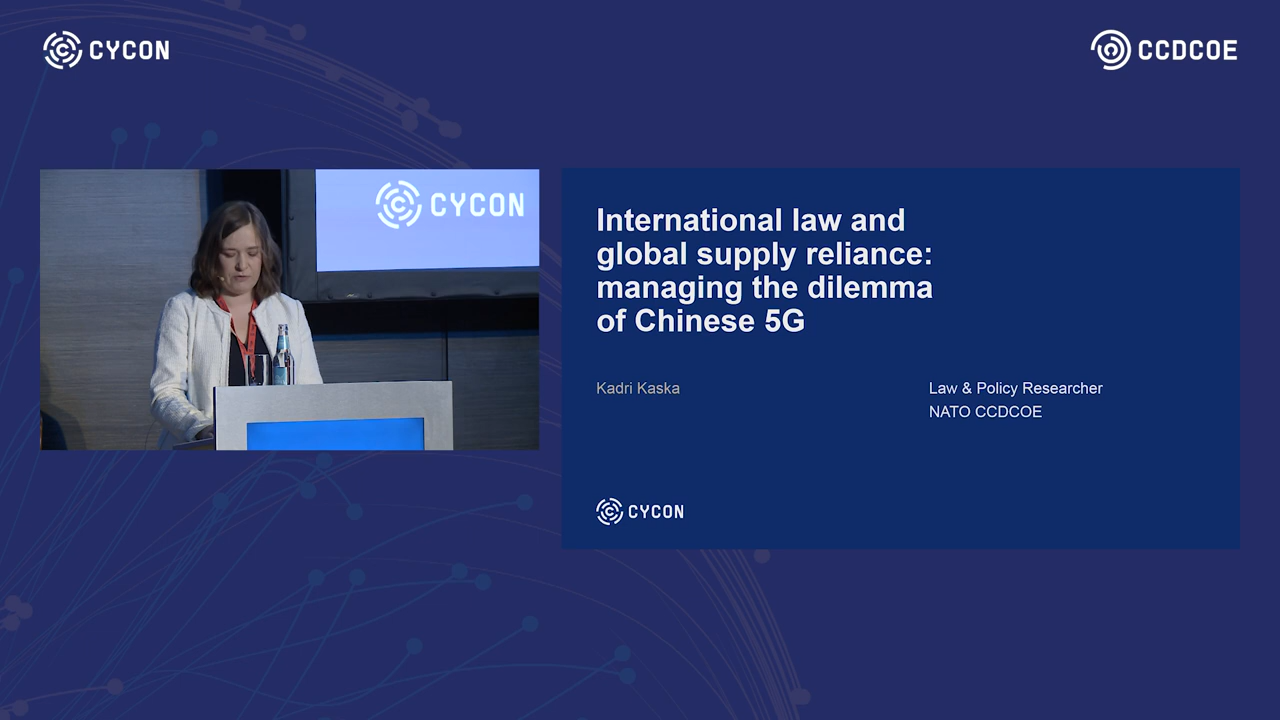 CYCON
CCDCOE
CYCON
International law and
global supply reliance:
managing the dilemma
of Chinese 5G
Kadri Kaska
Law & Policy Researcher
NATO CCDCOE
CYCON